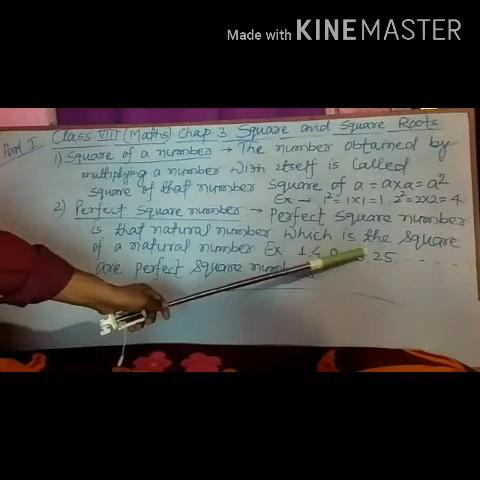 Made with KINEMASTER
Part I
Class VIII (Maths) Chap. 3 Square and Square Roots
1) Square of a number → The number obtained by
multiplying a number with itself is called
square of that number Square of a = a×a = a²
Ex → 1² = 1×1 = 1, 2² = 2×2 = 4
2) Perfect square number → Perfect square number
is that natural number which is the square
of a natural number. Ex 1, 4, 25 . . . . . .
are perfect square